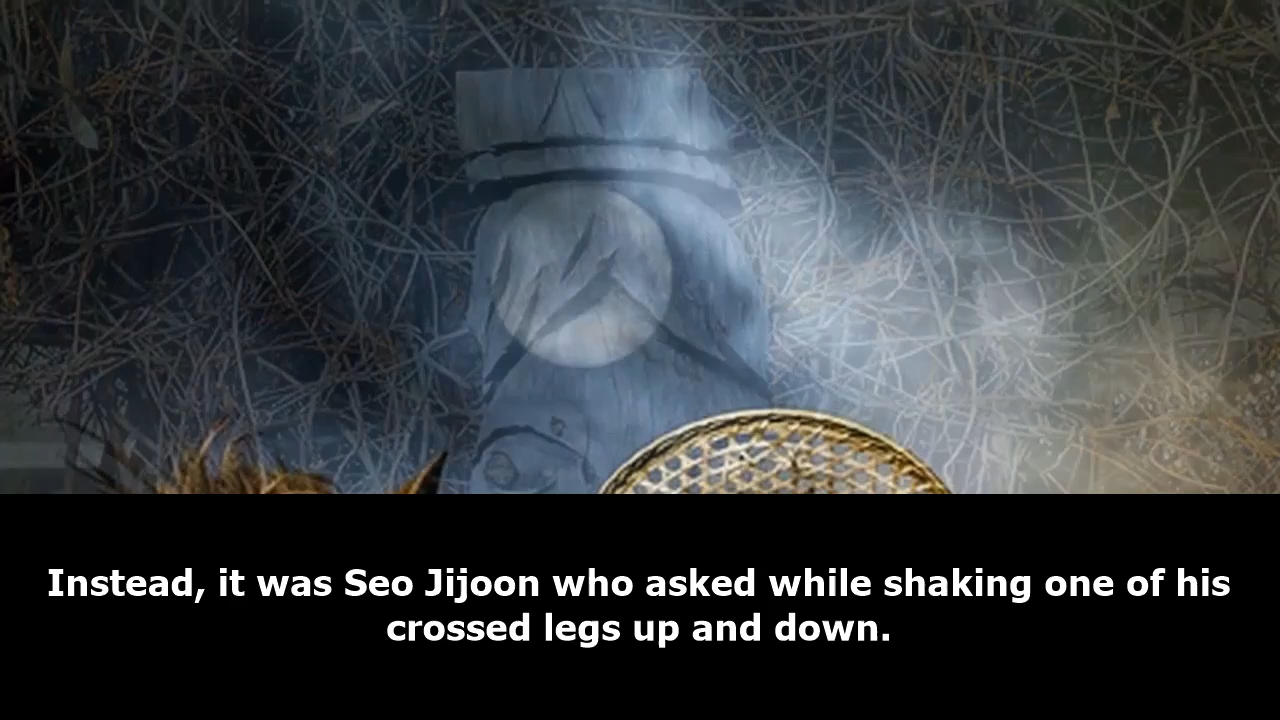 Instead, it was Seo Jijoon who asked while shaking one of his
crossed legs up and down.